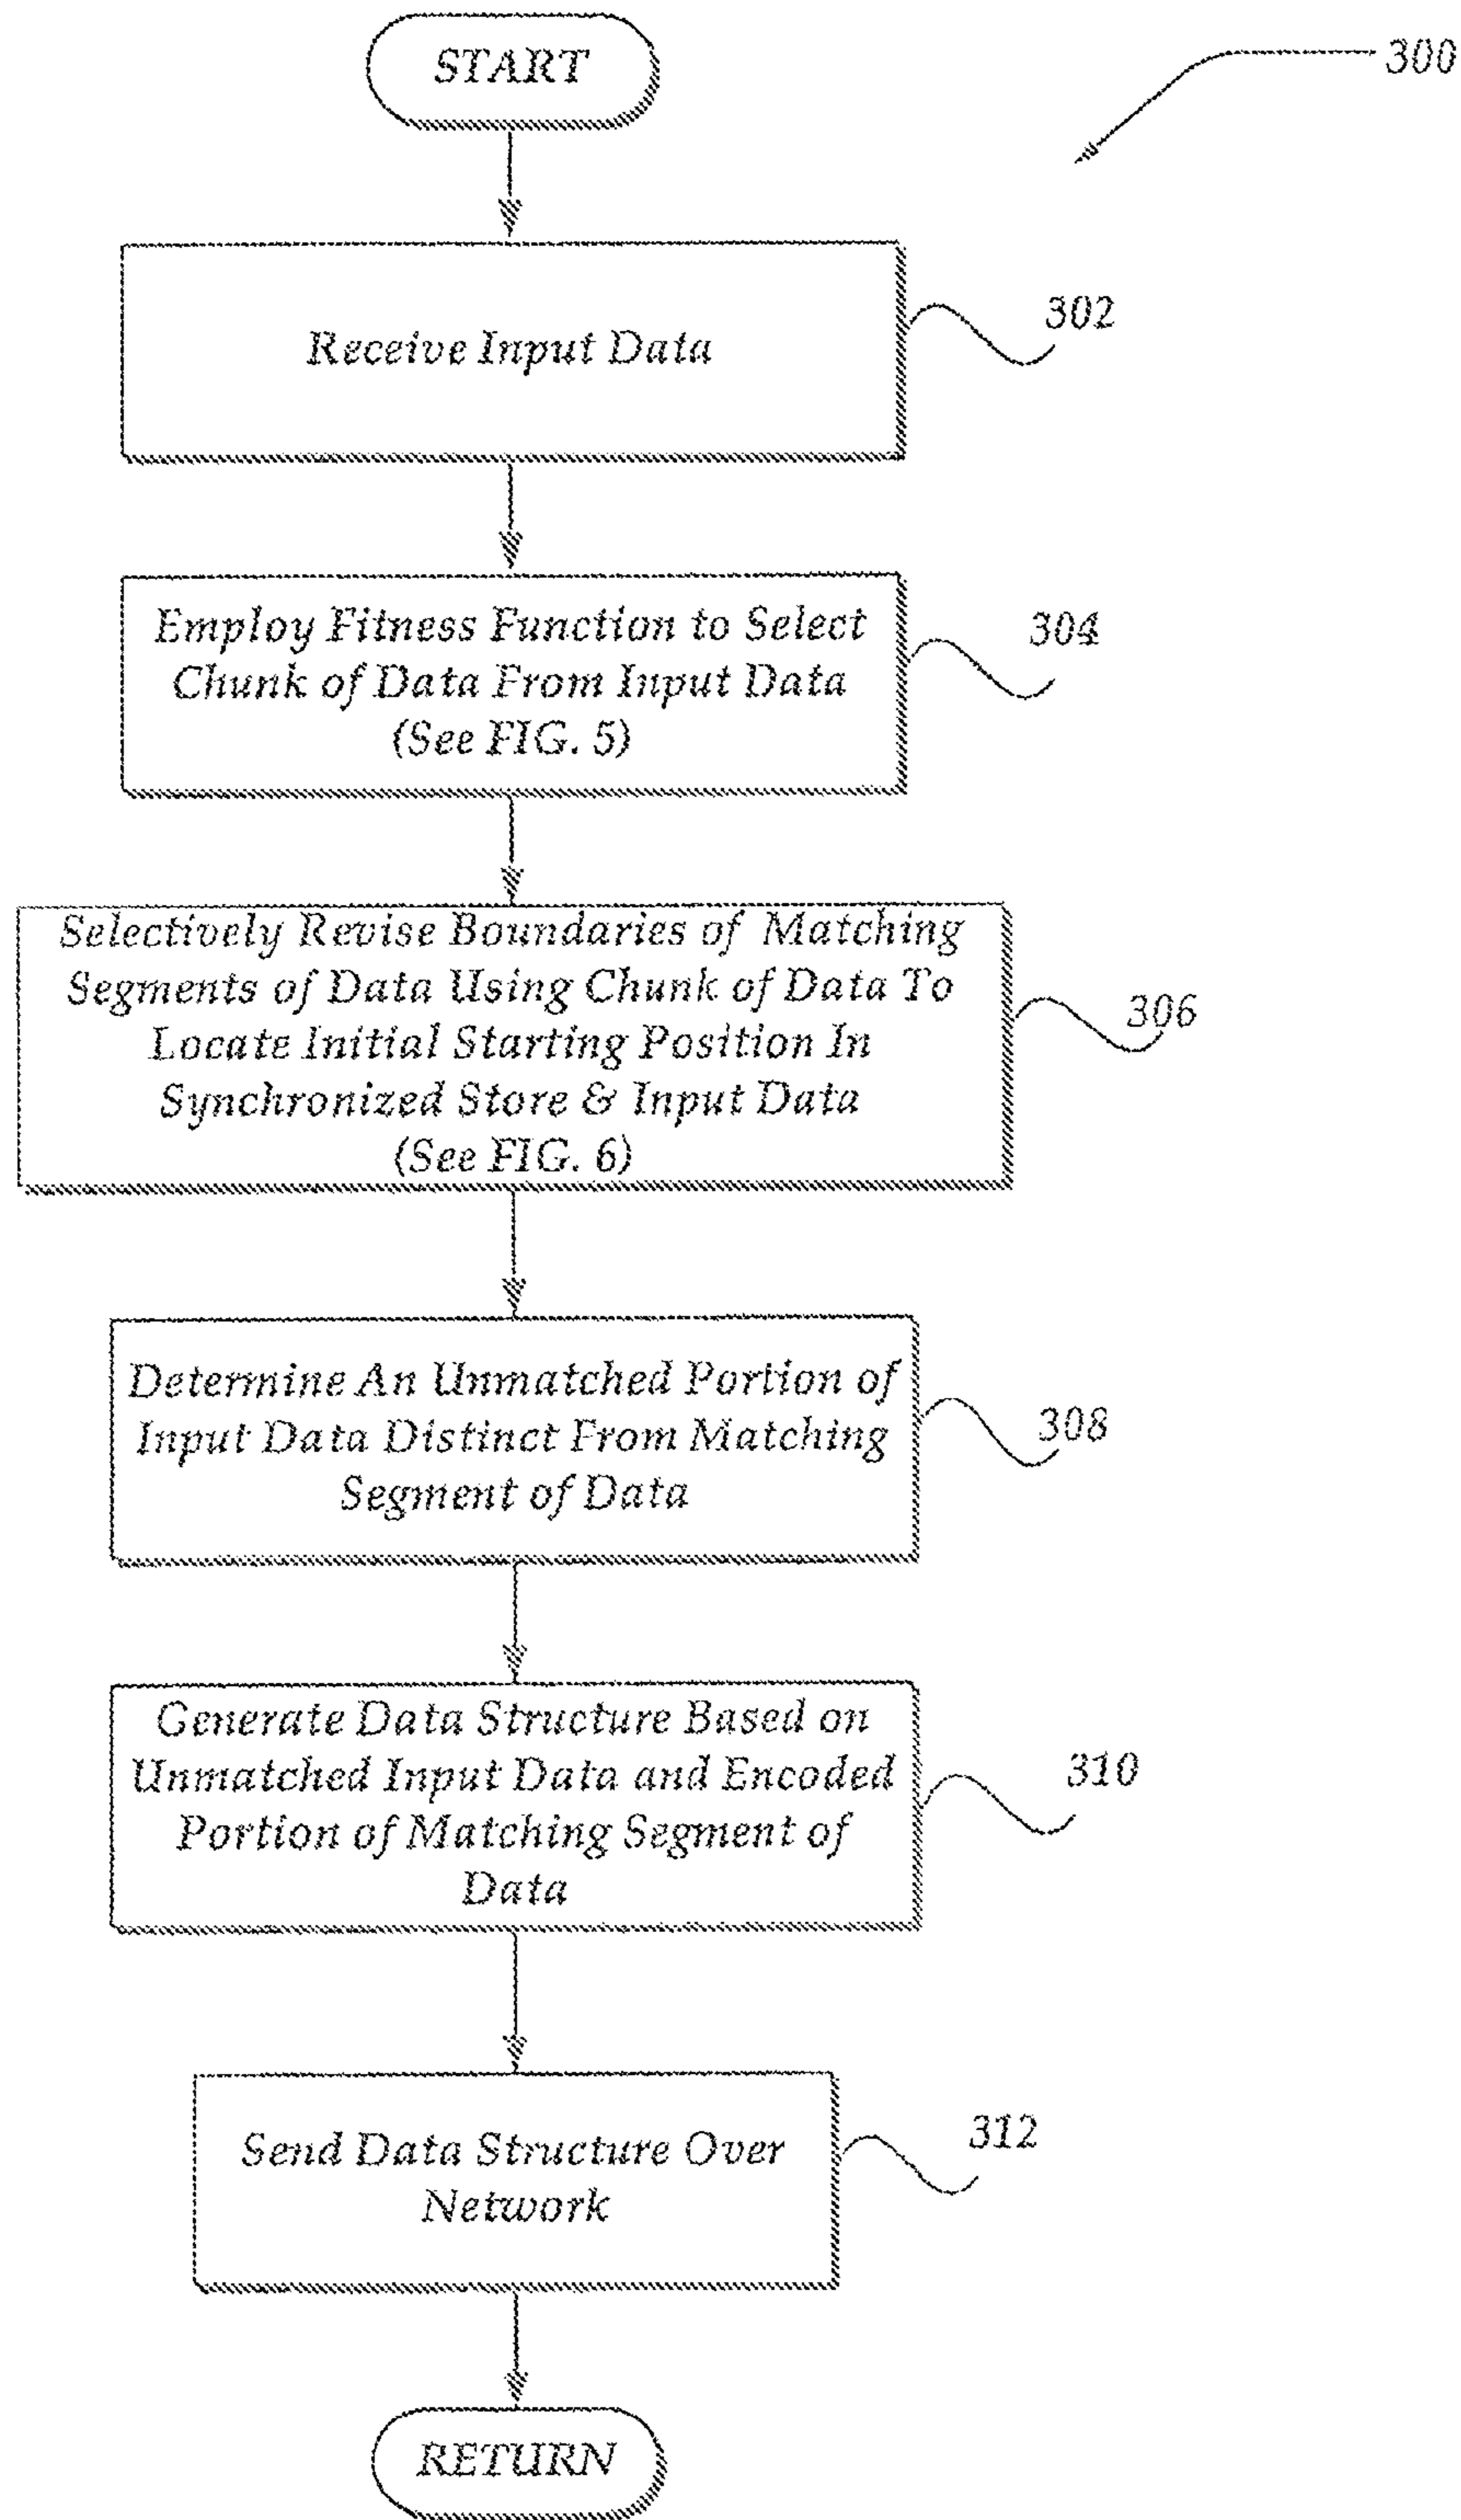 START
300
Receive Input Data
302
Employ Fitness Function to Select
Chunk of Data From Input Data
(See FIG. 5)
304
Selectively Revise Boundaries of Matching
Segments of Data Using Chunk of Data To
Locate Initial Starting Position In
Synchronized Store & Input Data
(See FIG. 6)
306
Determine An Unmatched Portion of
Input Data Distinct From Matching
Segment of Data
308
Generate Data Structure Based on
Unmatched Input Data and Encoded
Portion of Matching Segment of
Data
310
Send Data Structure Over
Network
312
RETURN